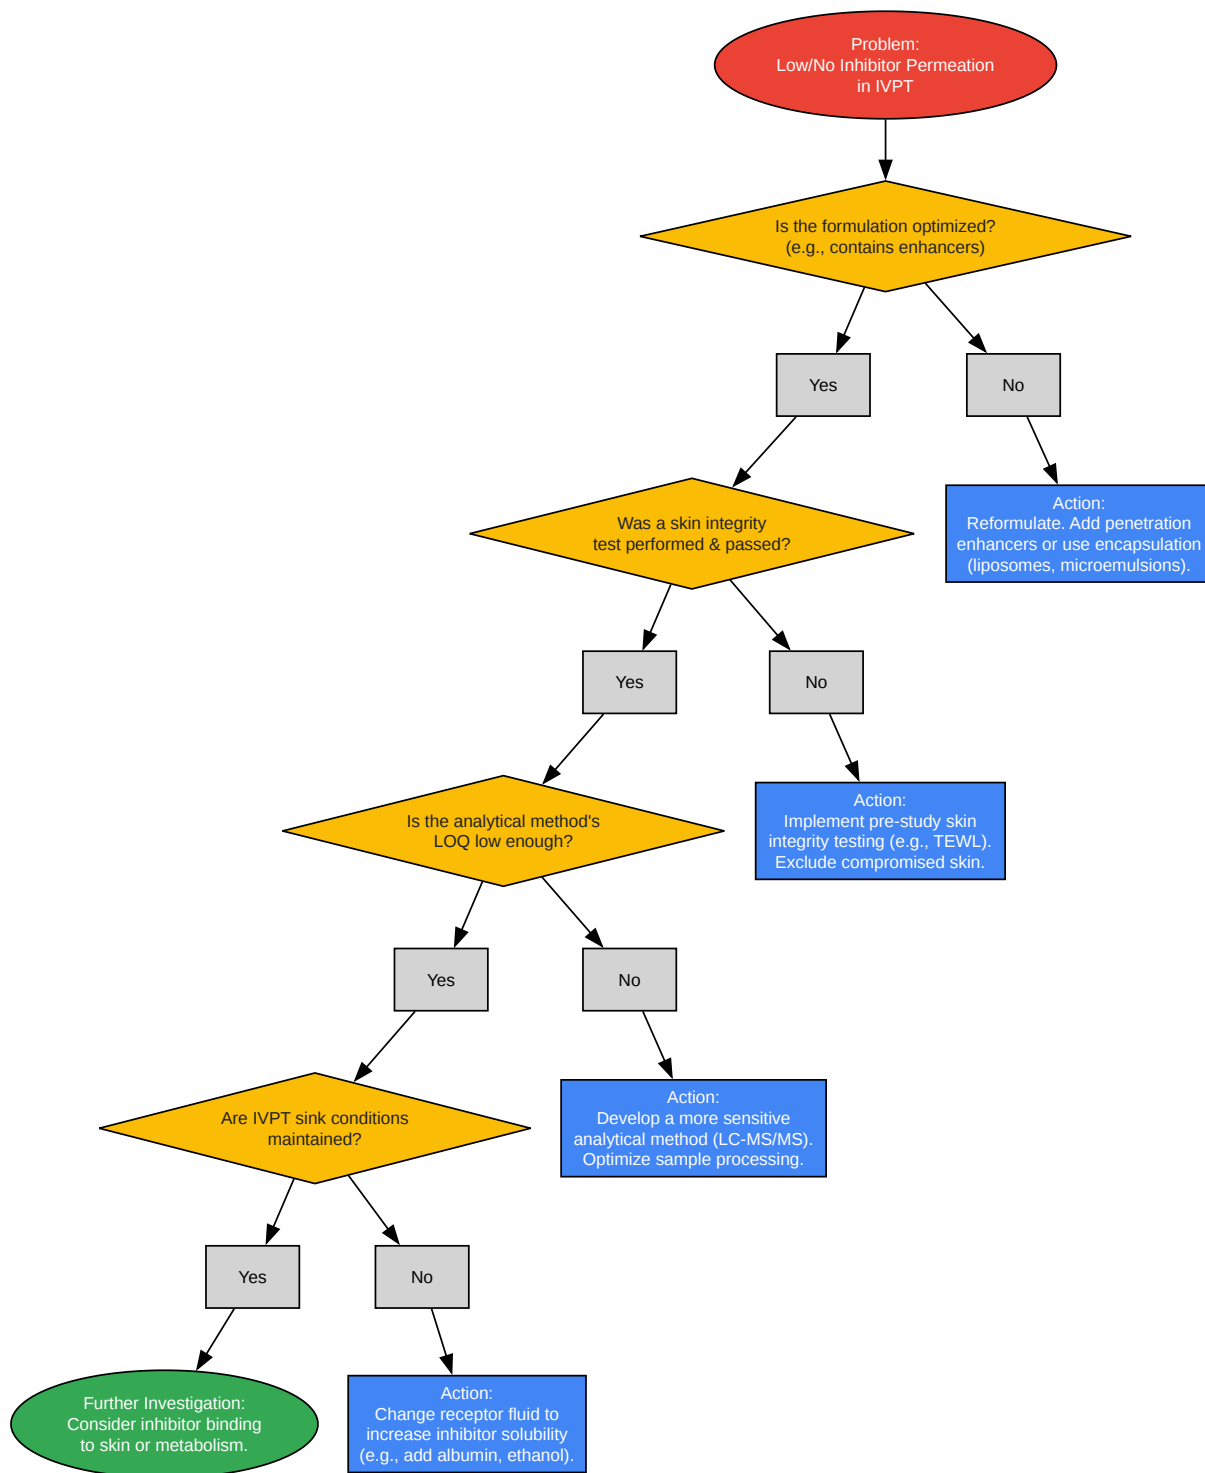 Problem:
Low/No Inhibitor Permeation
in IVPT
Is the formulation optimized?
(e.g., contains enhancers)
Yes
No
Action:
Reformulate. Add penetration
enhancers or use encapsulation
(liposomes, microemulsions).
Was a skin integrity
test performed & passed?
Yes
No
Action:
Implement pre-study skin
integrity testing (e.g., TEWL).
Exclude compromised skin.
Is the analytical method's
LOQ low enough?
Yes
No
Action:
Develop a more sensitive
analytical method (LC-MS/MS).
Optimize sample processing.
Are IVPT sink conditions
maintained?
Yes
No
Further Investigation:
Consider inhibitor binding
to skin or metabolism.
Action:
Change receptor fluid to
increase inhibitor solubility
(e.g., add albumin, ethanol).